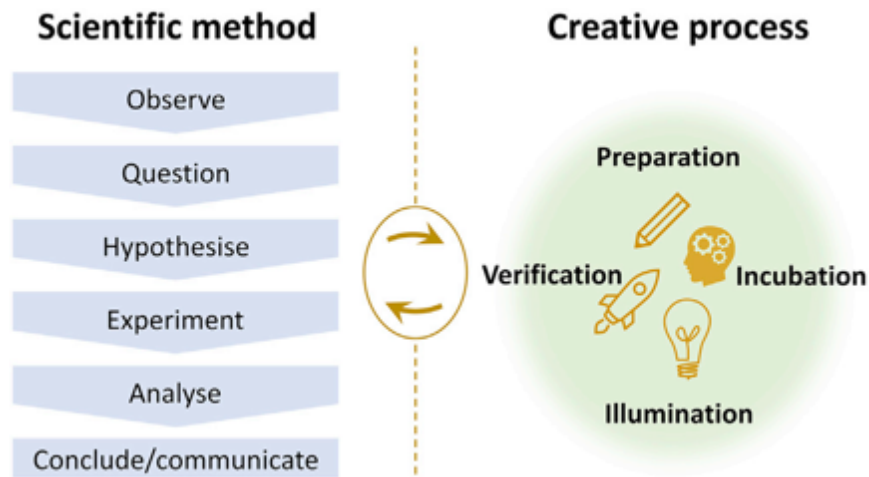 Scientific method
Observe
Question
Hypothesise
Experiment
Analyse
Conclude/communicate
Creative process
Preparation
Verification
Incubation
Illumination